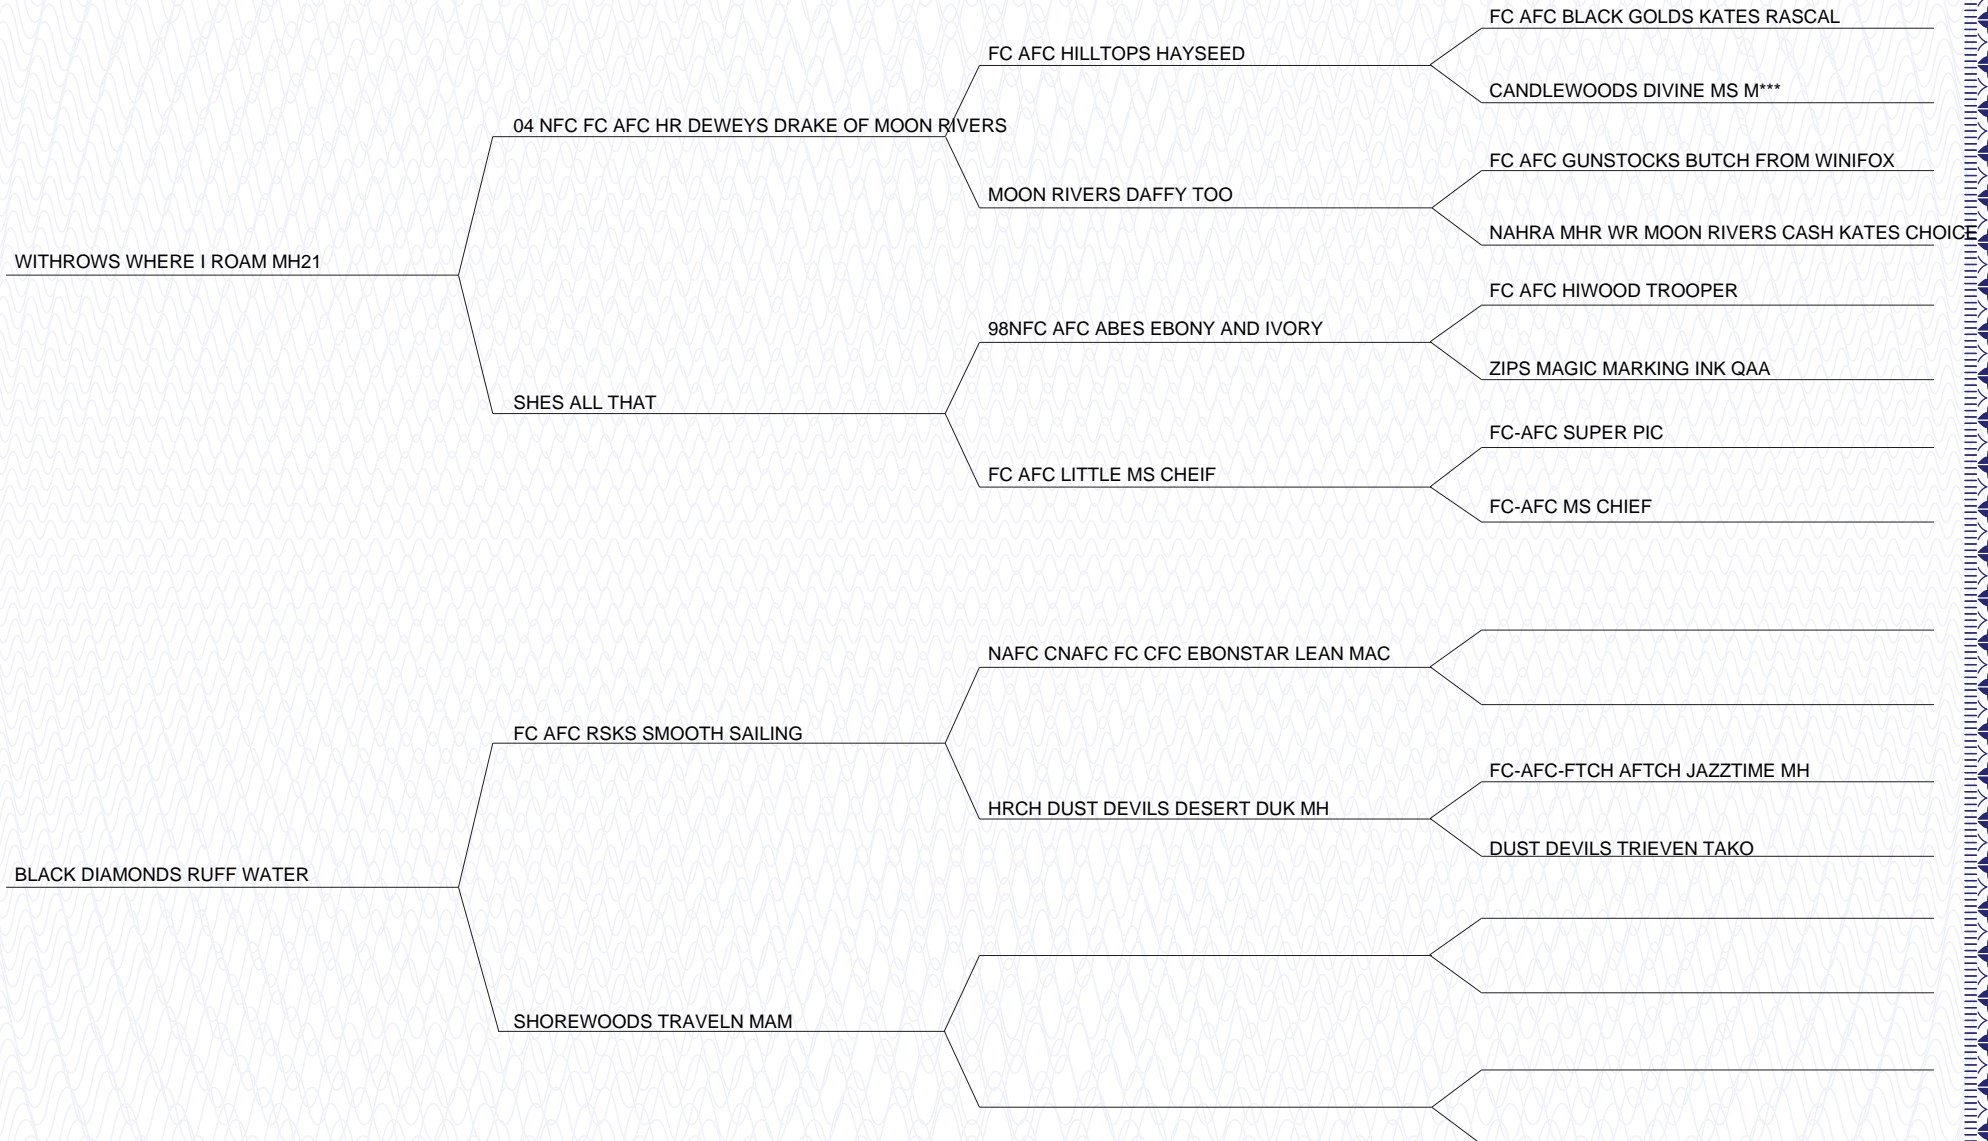 FC AFC BLACK GOLDS KATES RASCAL
FC AFC HILLTOPS HAYSEED
CANDLEWOODS DIVINE MS M***
04 NFC FC AFC HR DEWEYS DRAKE OF MOON RIVERS
FC AFC GUNSTOCKS BUTCH FROM WINIFOX
MOON RIVERS DAFFY TOO
NAHRA MHR WR MOON RIVERS CASH KATES CHOICE
WITHROWS WHERE I ROAM MH21
FC AFC HIWOOD TROOPER
98NFC AFC ABES EBONY AND IVORY
ZIPS MAGIC MARKING INK QAA
SHES ALL THAT
FC-AFC SUPER PIC
FC AFC LITTLE MS CHEIF
FC-AFC MS CHIEF
NAFC CNAFC FC CFC EBONSTAR LEAN MAC
FC AFC RSKS SMOOTH SAILING
FC-AFC-FTCH AFTCH JAZZTIME MH
HRCH DUST DEVILS DESERT DUK MH
DUST DEVILS TRIEVEN TAKO
BLACK DIAMONDS RUFF WATER
SHOREWOODS TRAVELN MAM